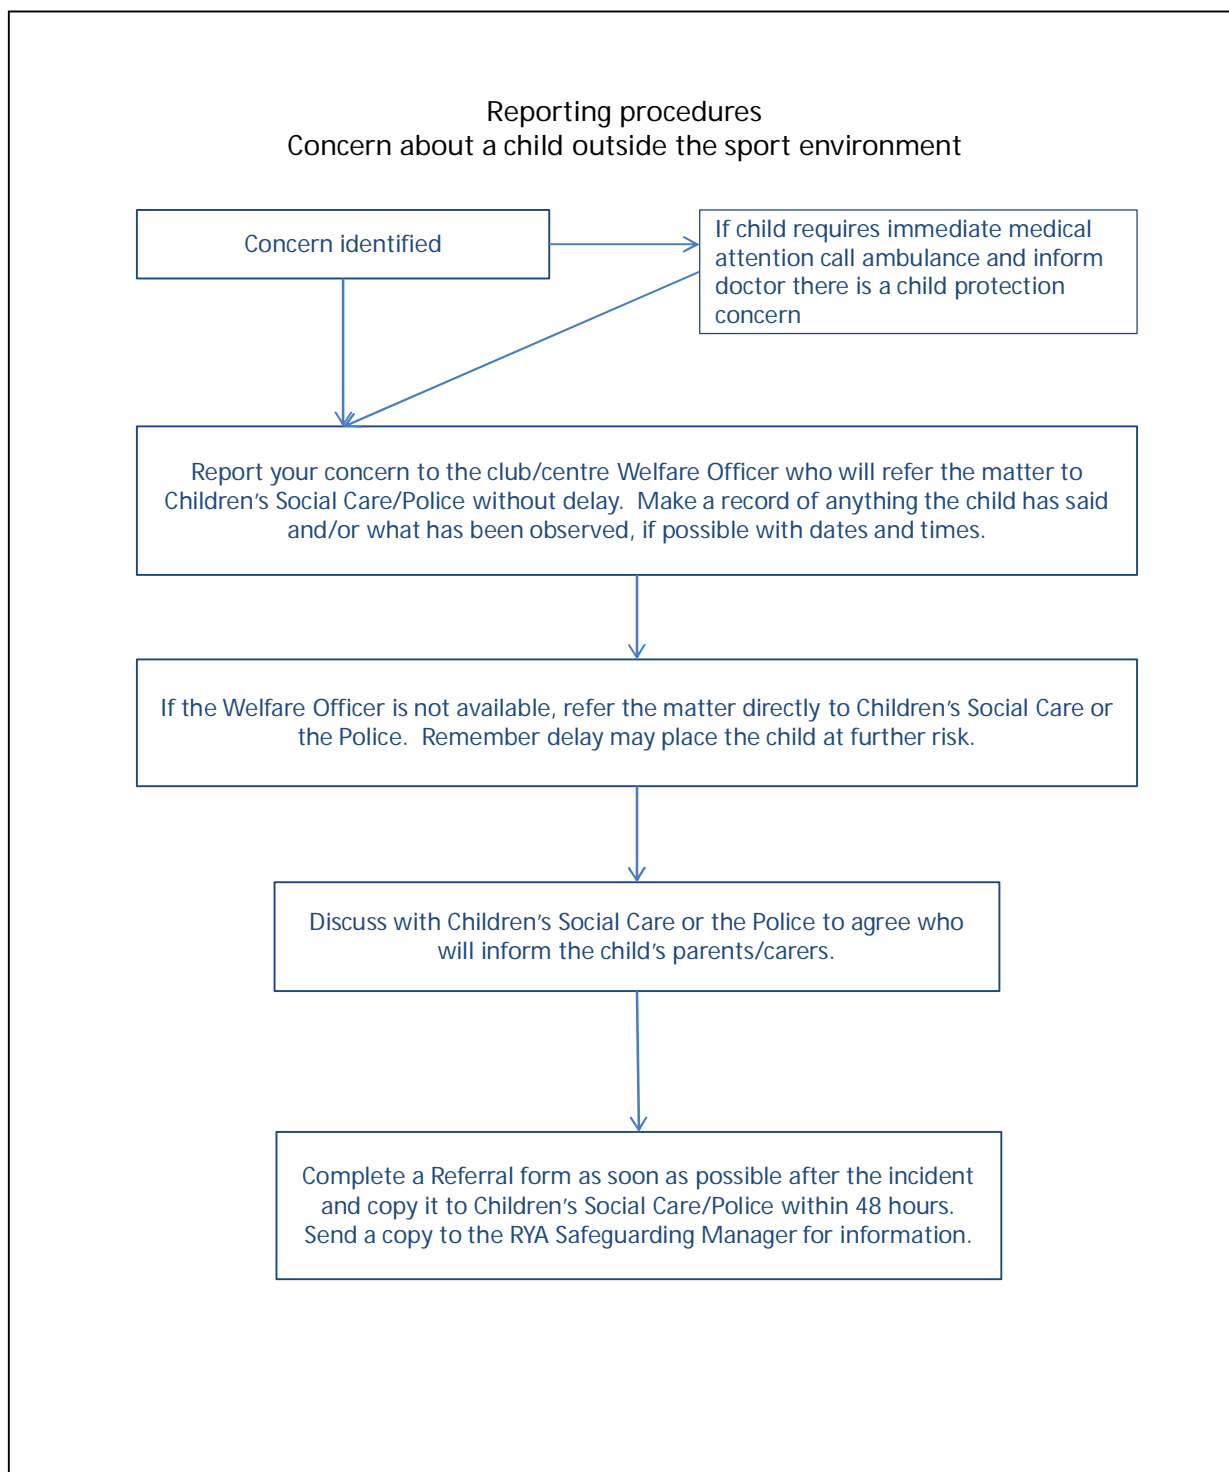 Reporting procedures
Concern about a child outside the sport environment
Concern identified
If child requires immediate medical
attention call ambulance and inform
doctor there is a child protection
concern
Report your concern to the club/centre Welfare Officer who will refer the matter to
Children’s Social Care/Police without delay.  Make a record of anything the child has said
and/or what has been observed, if possible with dates and times.
If the Welfare Officer is not available, refer the matter directly to Children’s Social Care or
the Police.  Remember delay may place the child at further risk.
Discuss with Children’s Social Care or the Police to agree who
will inform the child’s parents/carers.
Complete a Referral form as soon as possible after the incident
and copy it to Children’s Social Care/Police within 48 hours.
Send a copy to the RYA Safeguarding Manager for information.